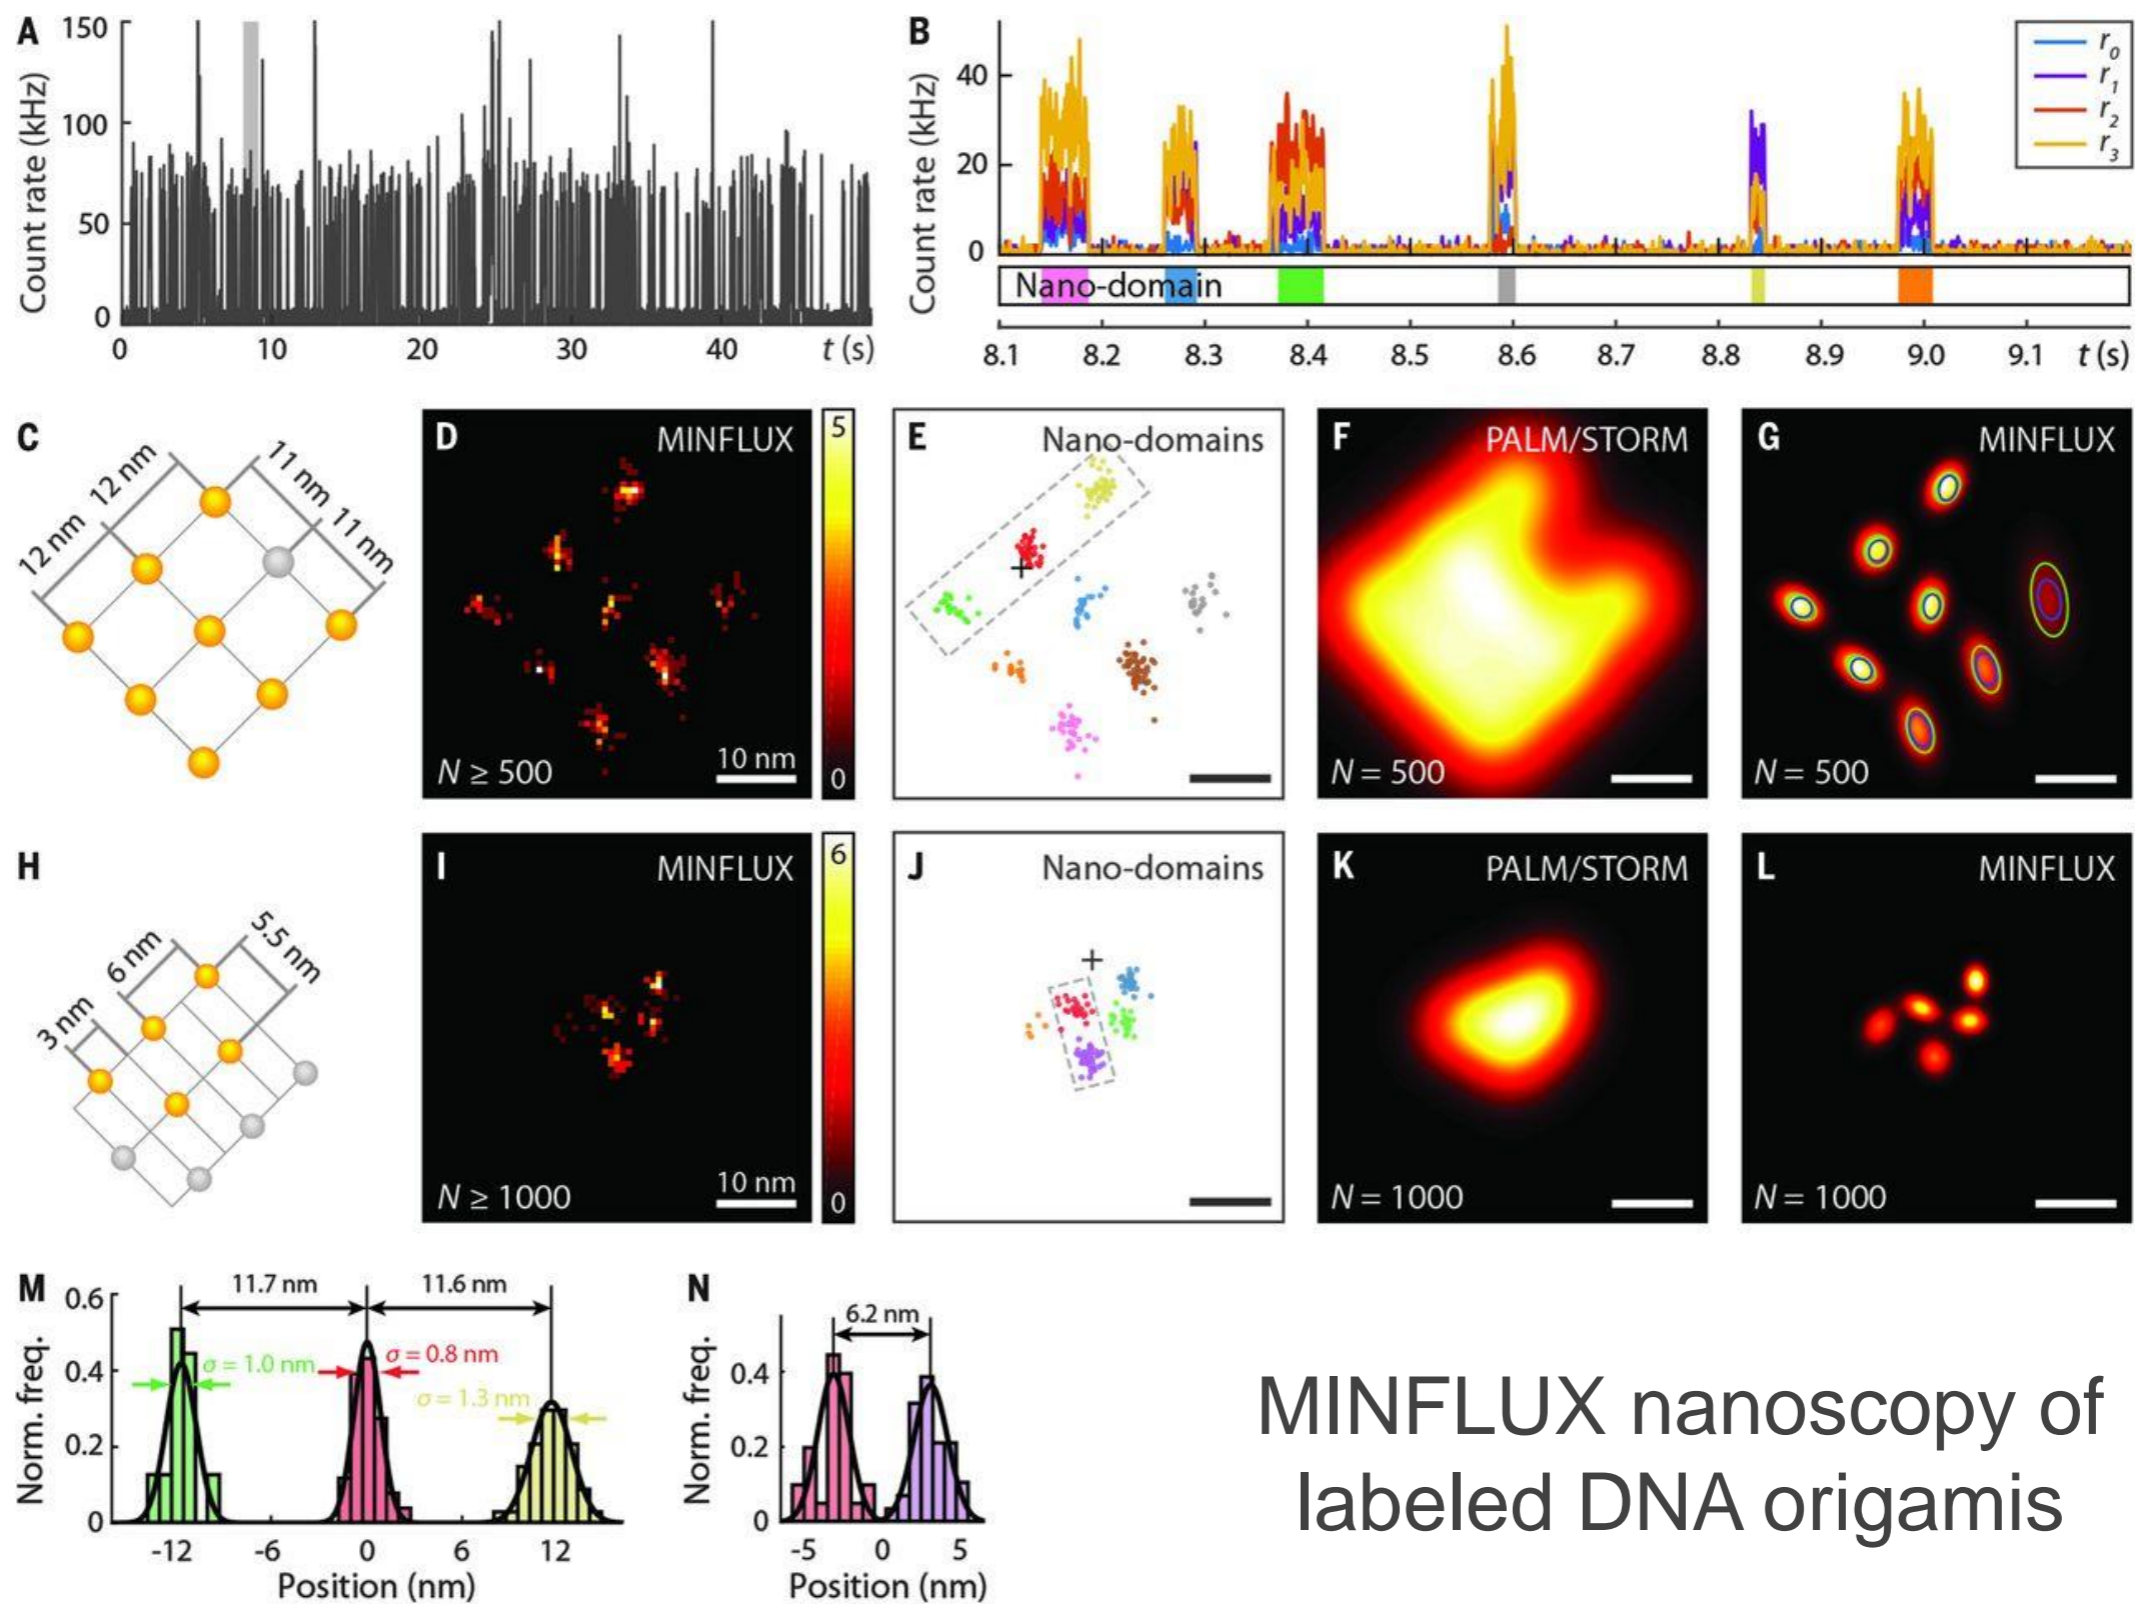 A
150
100
50
0
Count rate (kHz)
0 10 20 30 40 t (s)
B
40
20
0
Count rate (kHz)
r0
r1
r2
r3
Nano-domain
8.1 8.2 8.3 8.4 8.5 8.6 8.7 8.8 8.9 9.0 9.1 t (s)
C
12 nm
12 nm
11 nm
11 nm
D
MINFLUX
N ≥ 500
10 nm
5
0
E
Nano-domains
F
PALM/STORM
N = 500
G
MINFLUX
N = 500
H
3 nm
6 nm
5.5 nm
I
MINFLUX
N ≥ 1000
10 nm
6
0
J
Nano-domains
K
PALM/STORM
N = 1000
L
MINFLUX
N = 1000
M
11.7 nm
11.6 nm
0.6
0.4
0.2
0
Norm. freq.
σ = 1.0 nm
σ = 0.8 nm
σ = 1.3 nm
-12 -6 0 6 12
Position (nm)
N
6.2 nm
0.4
0.2
0
Norm. freq.
-5 0 5
Position (nm)
MINFLUX nanoscopy of
labeled DNA origamis